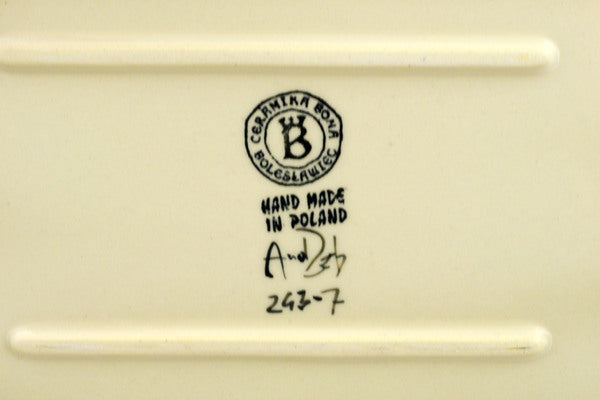 CERAMIKA BONA
B
BOLESŁAWIEC
HAND MADE
IN POLAND
243-7